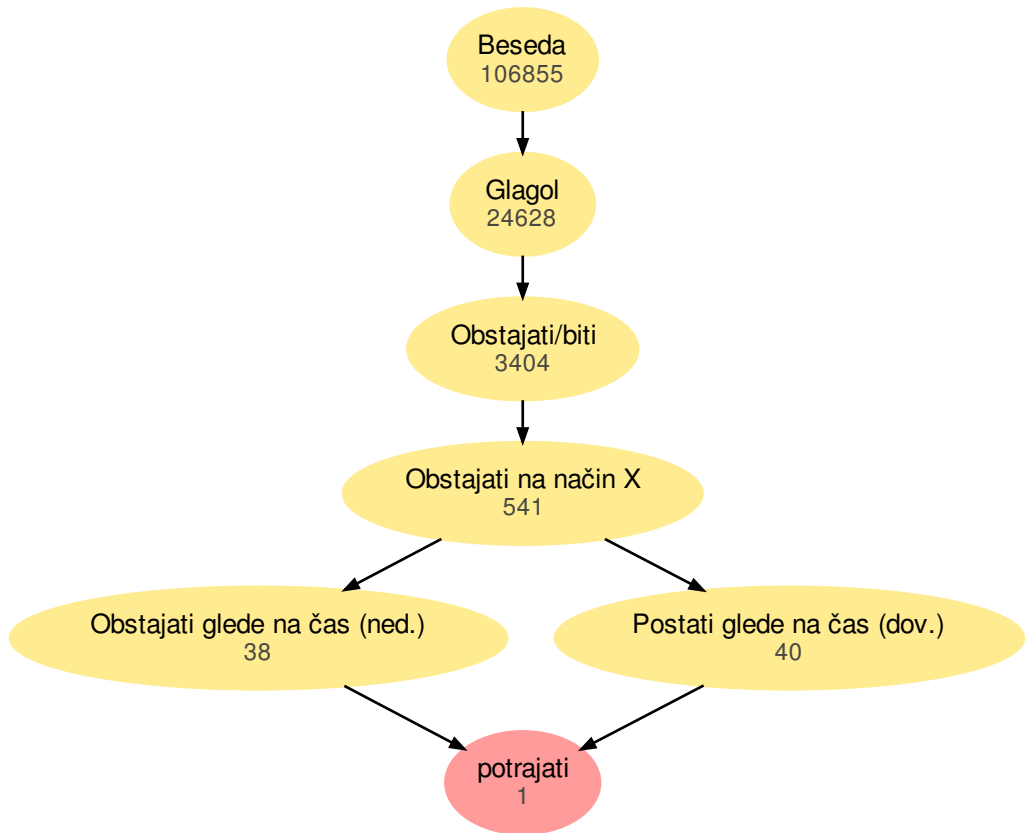 Beseda
106855
Glagol
24628
Obstajati/biti
3404
Obstajati na način X
541
Obstajati glede na čas (ned.)
38
Postati glede na čas (dov.)
40
potrajati
1